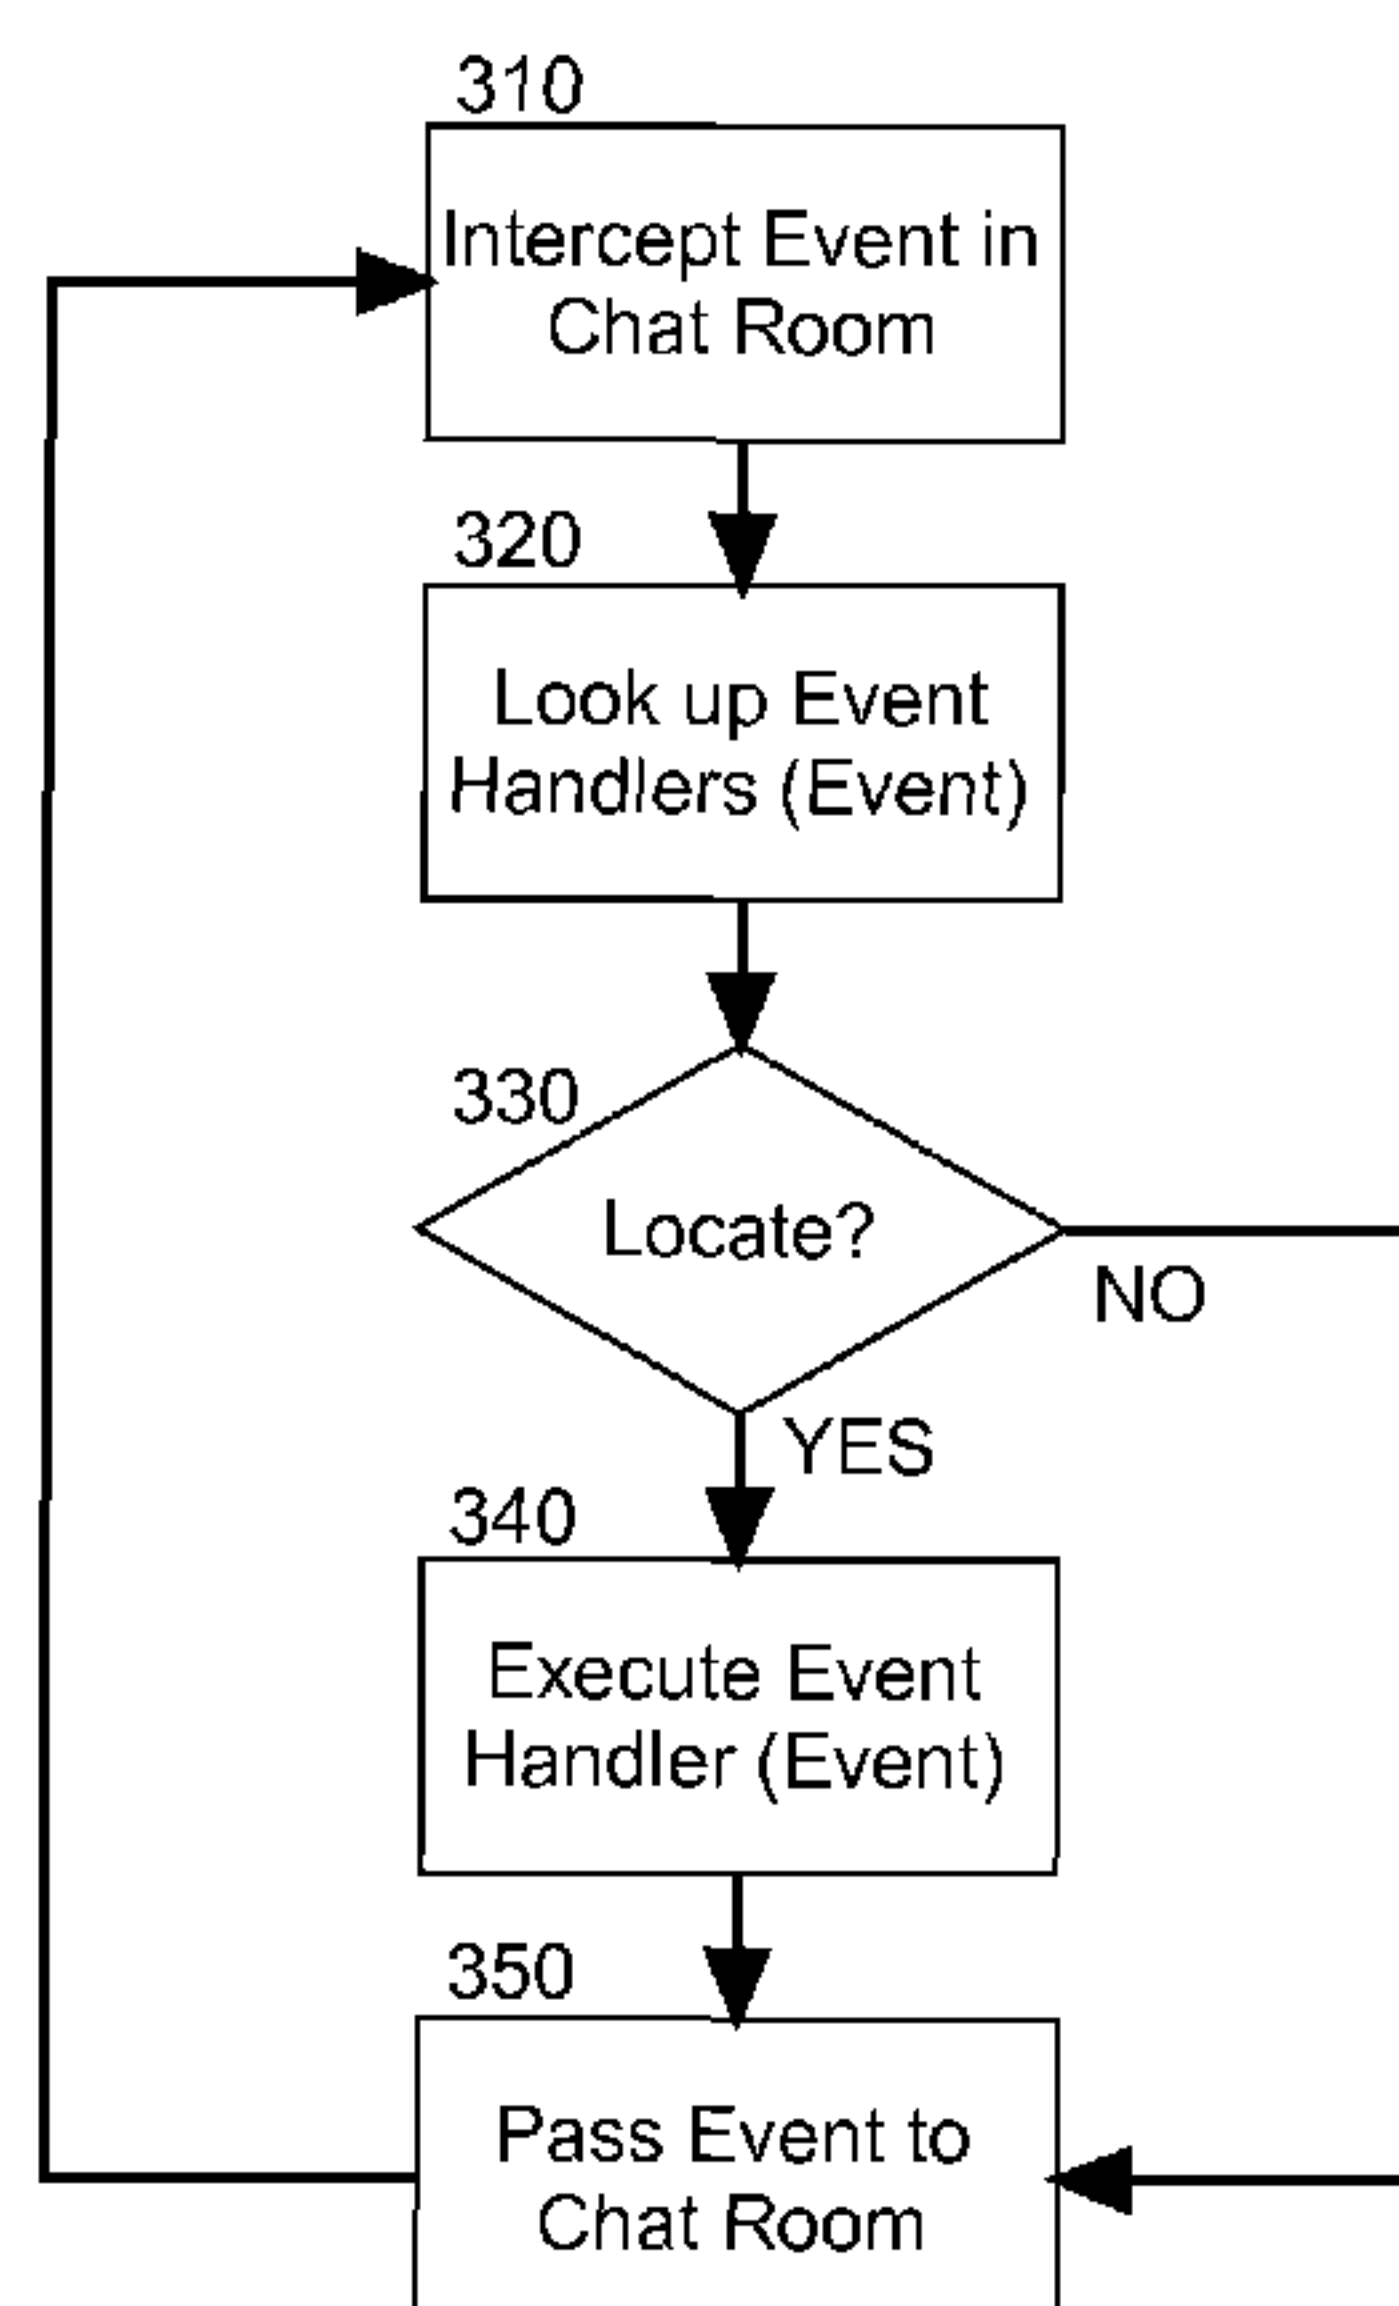 310
Intercept Event in
Chat Room
320
Look up Event
Handlers (Event)
330
Locate?
NO
YES
340
Execute Event
Handler (Event)
350
Pass Event to
Chat Room